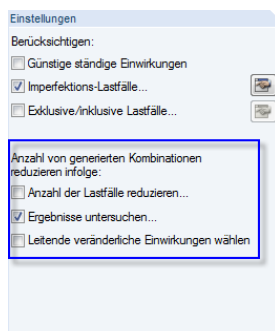 Einstellungen
Berücksichtigen:
Günstige ständige Einwirkungen
Imperfektions-Lastfälle...
Exklusive/inklusive Lastfälle...
Anzahl von generierten Kombinationen
reduzieren infolge:
Anzahl der Lastfälle reduzieren...
Ergebnisse untersuchen...
Leitende veränderliche Einwirkungen wählen